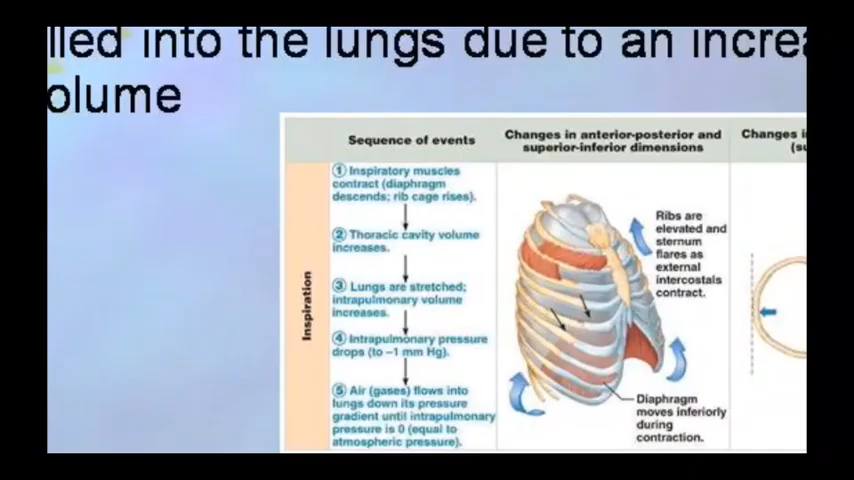 lled into the lungs due to an increa
olume
Sequence of events
Changes in anterior-posterior and
superior-inferior dimensions
Changes i
(su
Inspiration
① Inspiratory muscles
contract (diaphragm
descends; rib cage rises).
② Thoracic cavity volume
increases.
③ Lungs are stretched;
intrapulmonary volume
increases.
④ Intrapulmonary pressure
drops (to –1 mm Hg).
⑤ Air (gases) flows into
lungs down its pressure
gradient until intrapulmonary
pressure is 0 (equal to
atmospheric pressure).
Ribs are
elevated and
sternum
flares as
external
intercostals
contract.
Diaphragm
moves inferiorly
during
contraction.